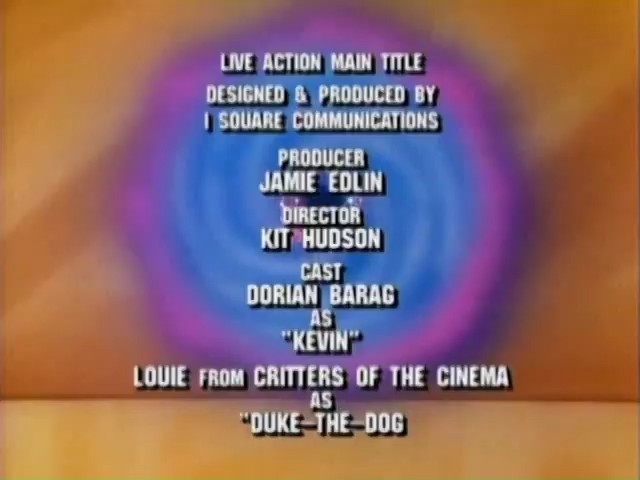 LIVE ACTION MAIN TITLE
DESIGNED & PRODUCED BY
I SQUARE COMMUNICATIONS
PRODUCER
JAMIE EDLIN
DIRECTOR
KIT HUDSON
CAST
DORIAN BARAG
AS
"KEVIN"
LOUIE FROM CRITTERS OF THE CINEMA
AS
"DUKE-THE-DOG